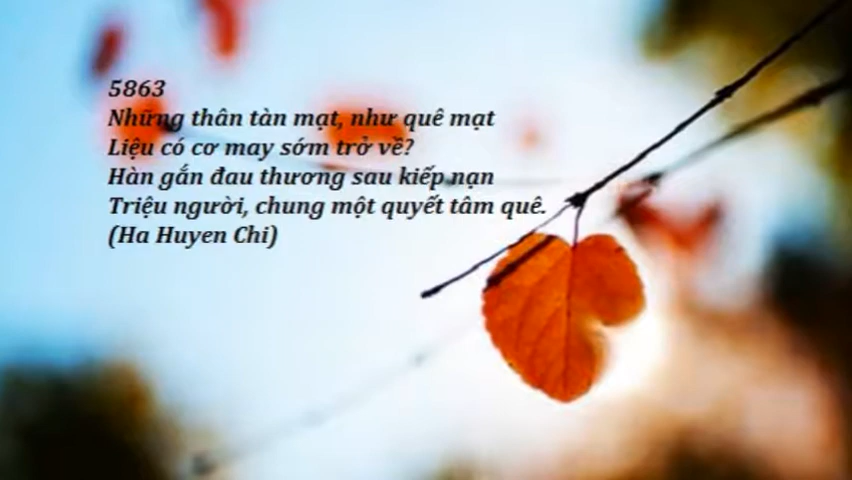 5863
Những thân tàn mạt, như quê mạt
Liệu có cơ may sớm trở về?
Hàn gắn đau thương sau kiếp nạn
Triệu người, chung một quyết tâm quê.
(Ha Huyen Chi)